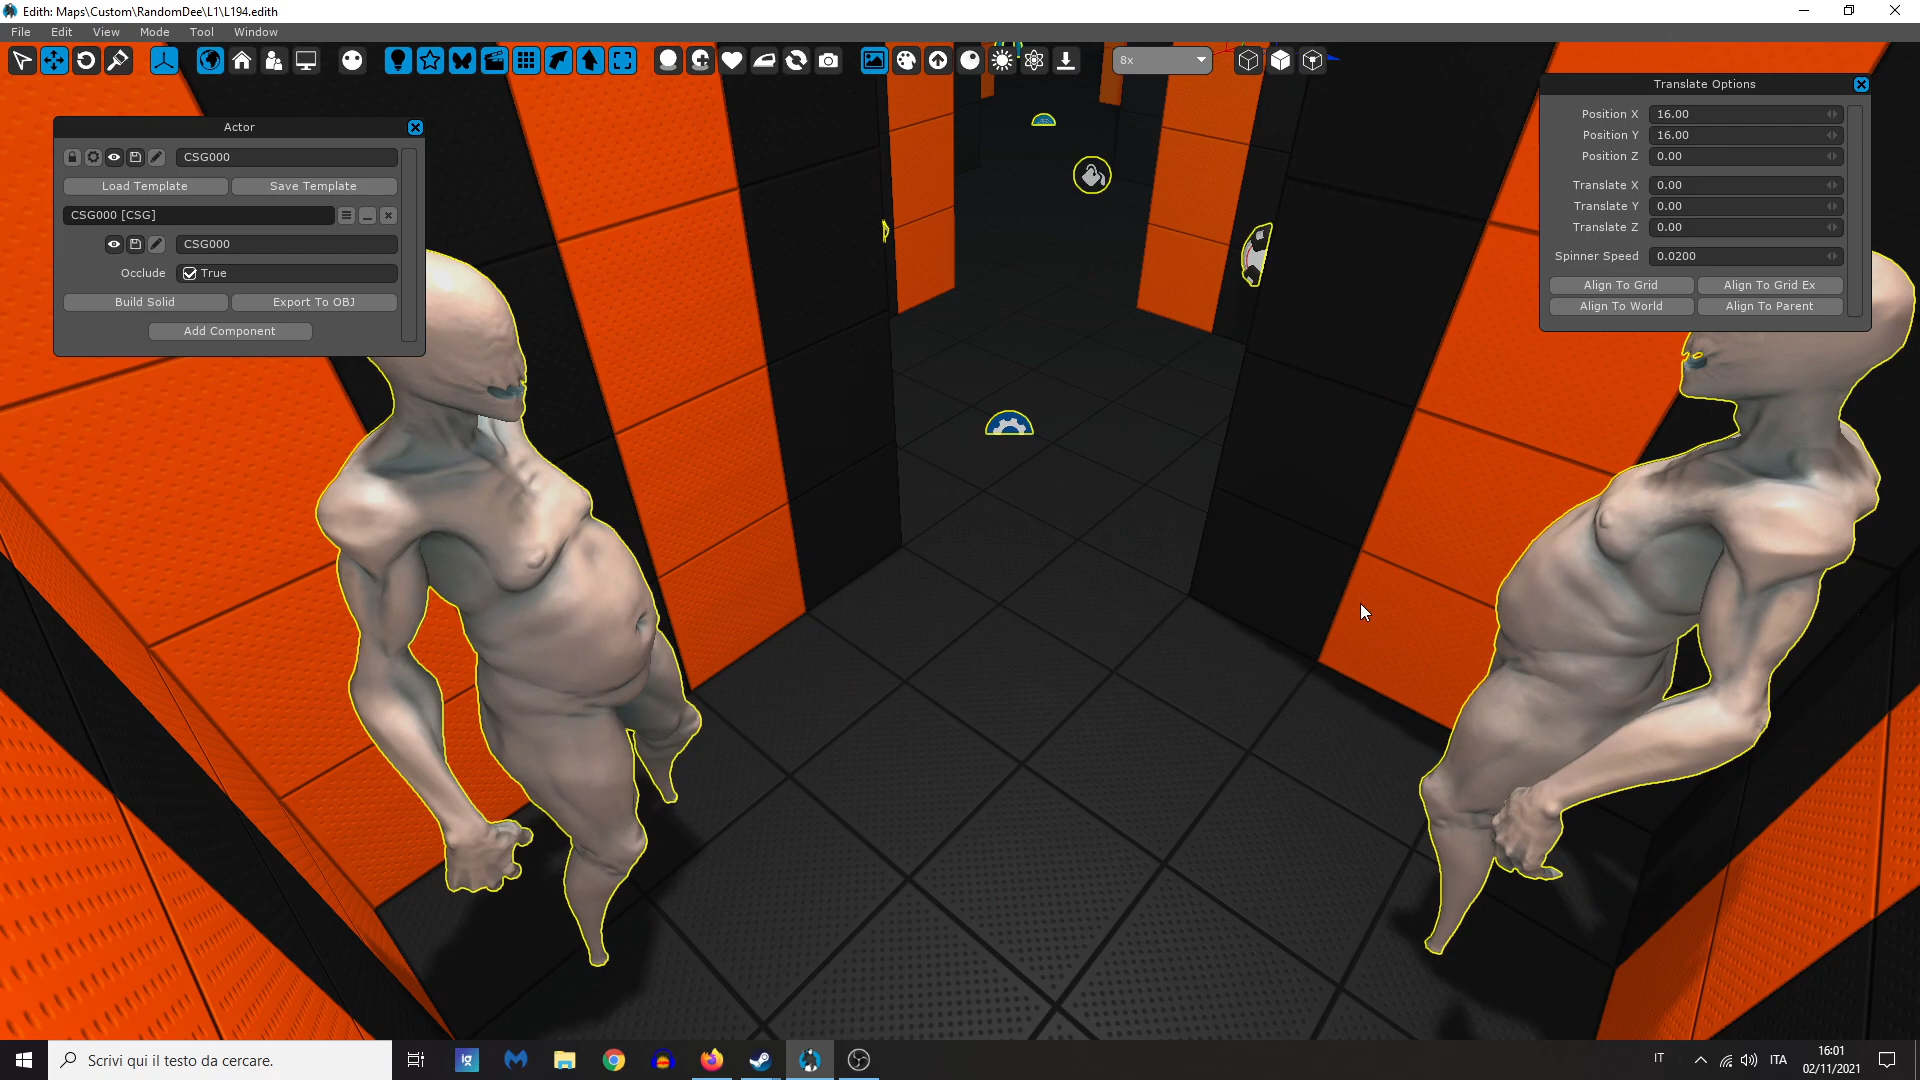 Edith: Maps\Custom\RandomDee\L1\L194.edith
File Edit View Mode Tool Window
8x
Actor
CSG000
Load Template Save Template
CSG000 [CSG]
CSG000
Occlude True
Build Solid Export To OBJ
Add Component
Translate Options
Position X 16.00
Position Y 16.00
Position Z 0.00
Translate X 0.00
Translate Y 0.00
Translate Z 0.00
Spinner Speed 0.0200
Align To Grid Align To Grid Ex
Align To World Align To Parent
Scrivi qui il testo da cercare.
ig
IT
ITA
16:01
02/11/2021